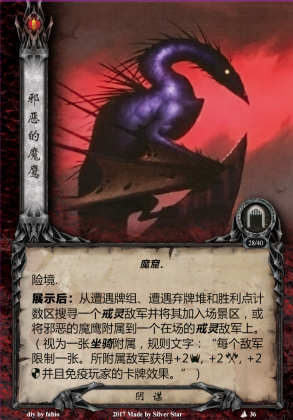 邪恶的魔鹰
28/40
魔窟.
险境.
展示后：从遭遇牌组、遭遇弃牌堆和胜利点计
数区搜寻一个戒灵敌军并将其加入场景区，或
将邪恶的魔鹰附属到一个在场的戒灵敌军上。
（视为一张坐骑附属，规则文字：“每个敌军
限制一张。所附属敌军获得+2，+2，+2
并且免疫玩家的卡牌效果。”）
阴谋
diy by fabio
2017 Made by Silver Star
36